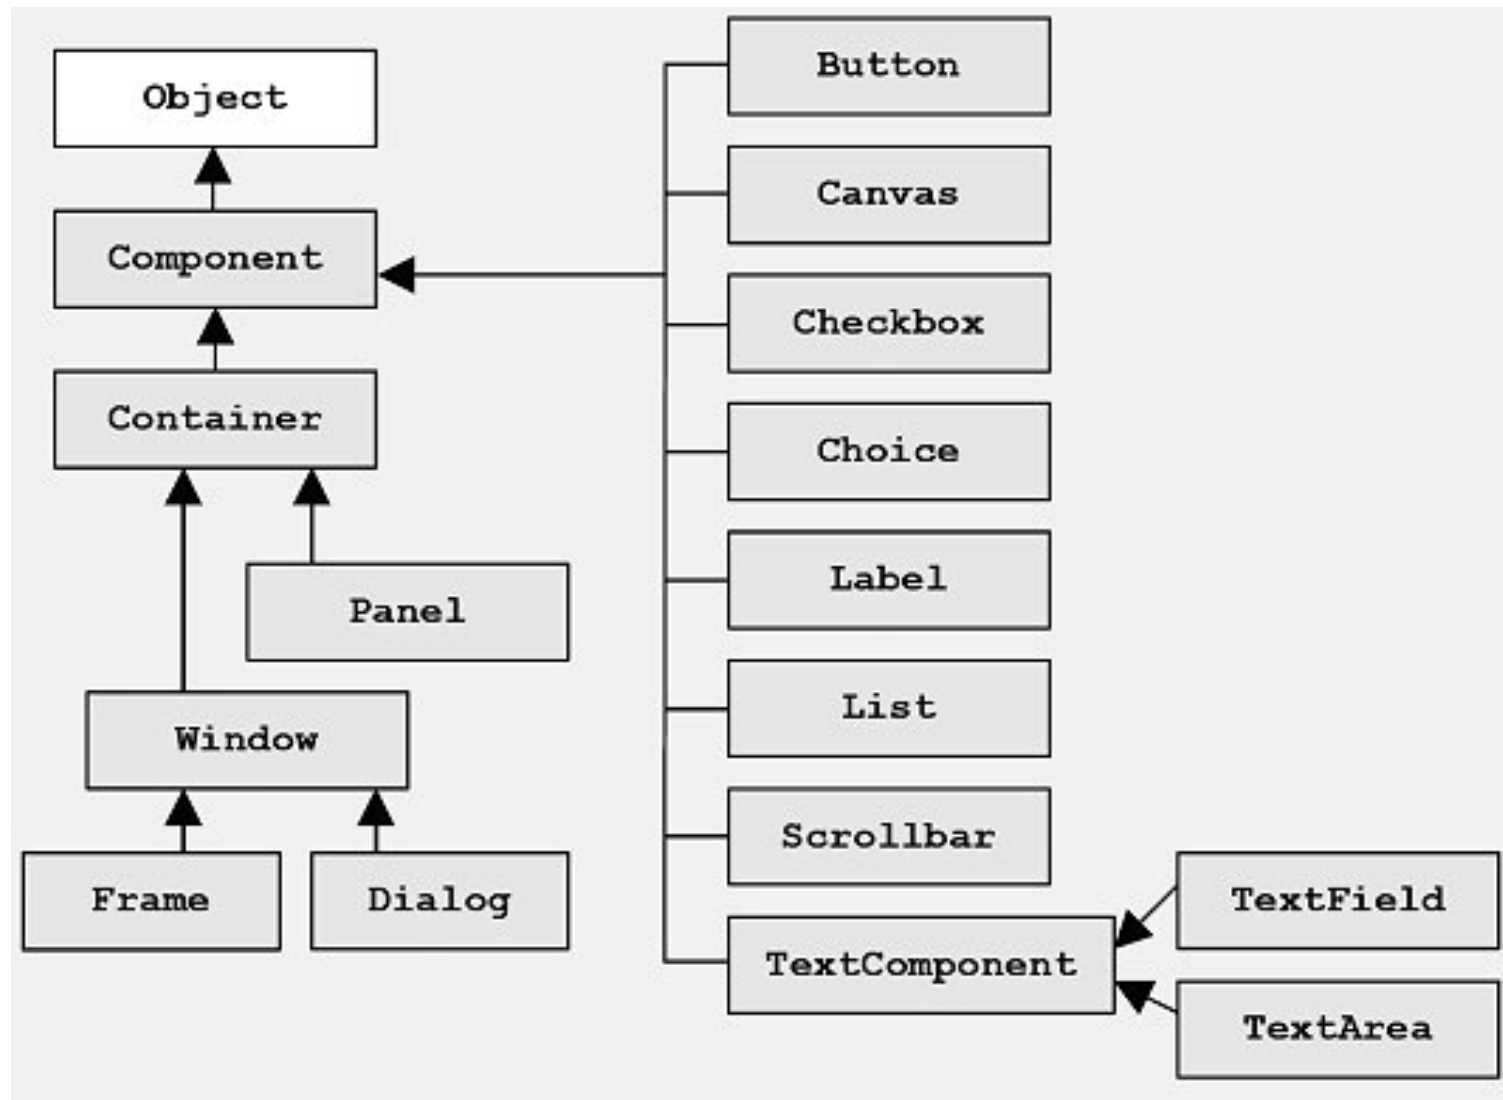 Object
Component
Container
Panel
Window
Frame
Dialog
Button
Canvas
Checkbox
Choice
Label
List
Scrollbar
TextComponent
TextField
TextArea